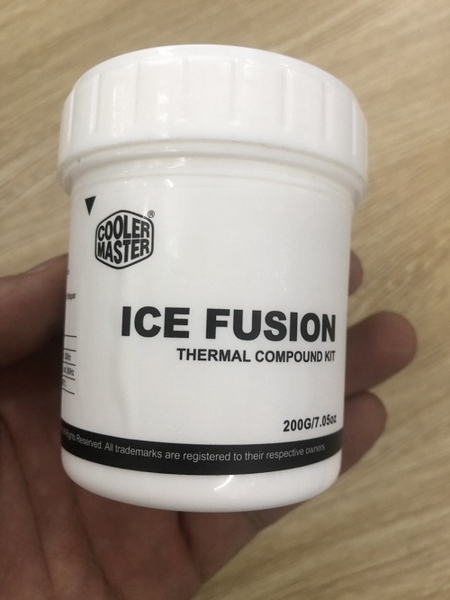 COOLER
MASTER®
ICE FUSION
THERMAL COMPOUND KIT
200G/7.05oz
Rights-Reserved. All trademarks are registered to their respective owners.